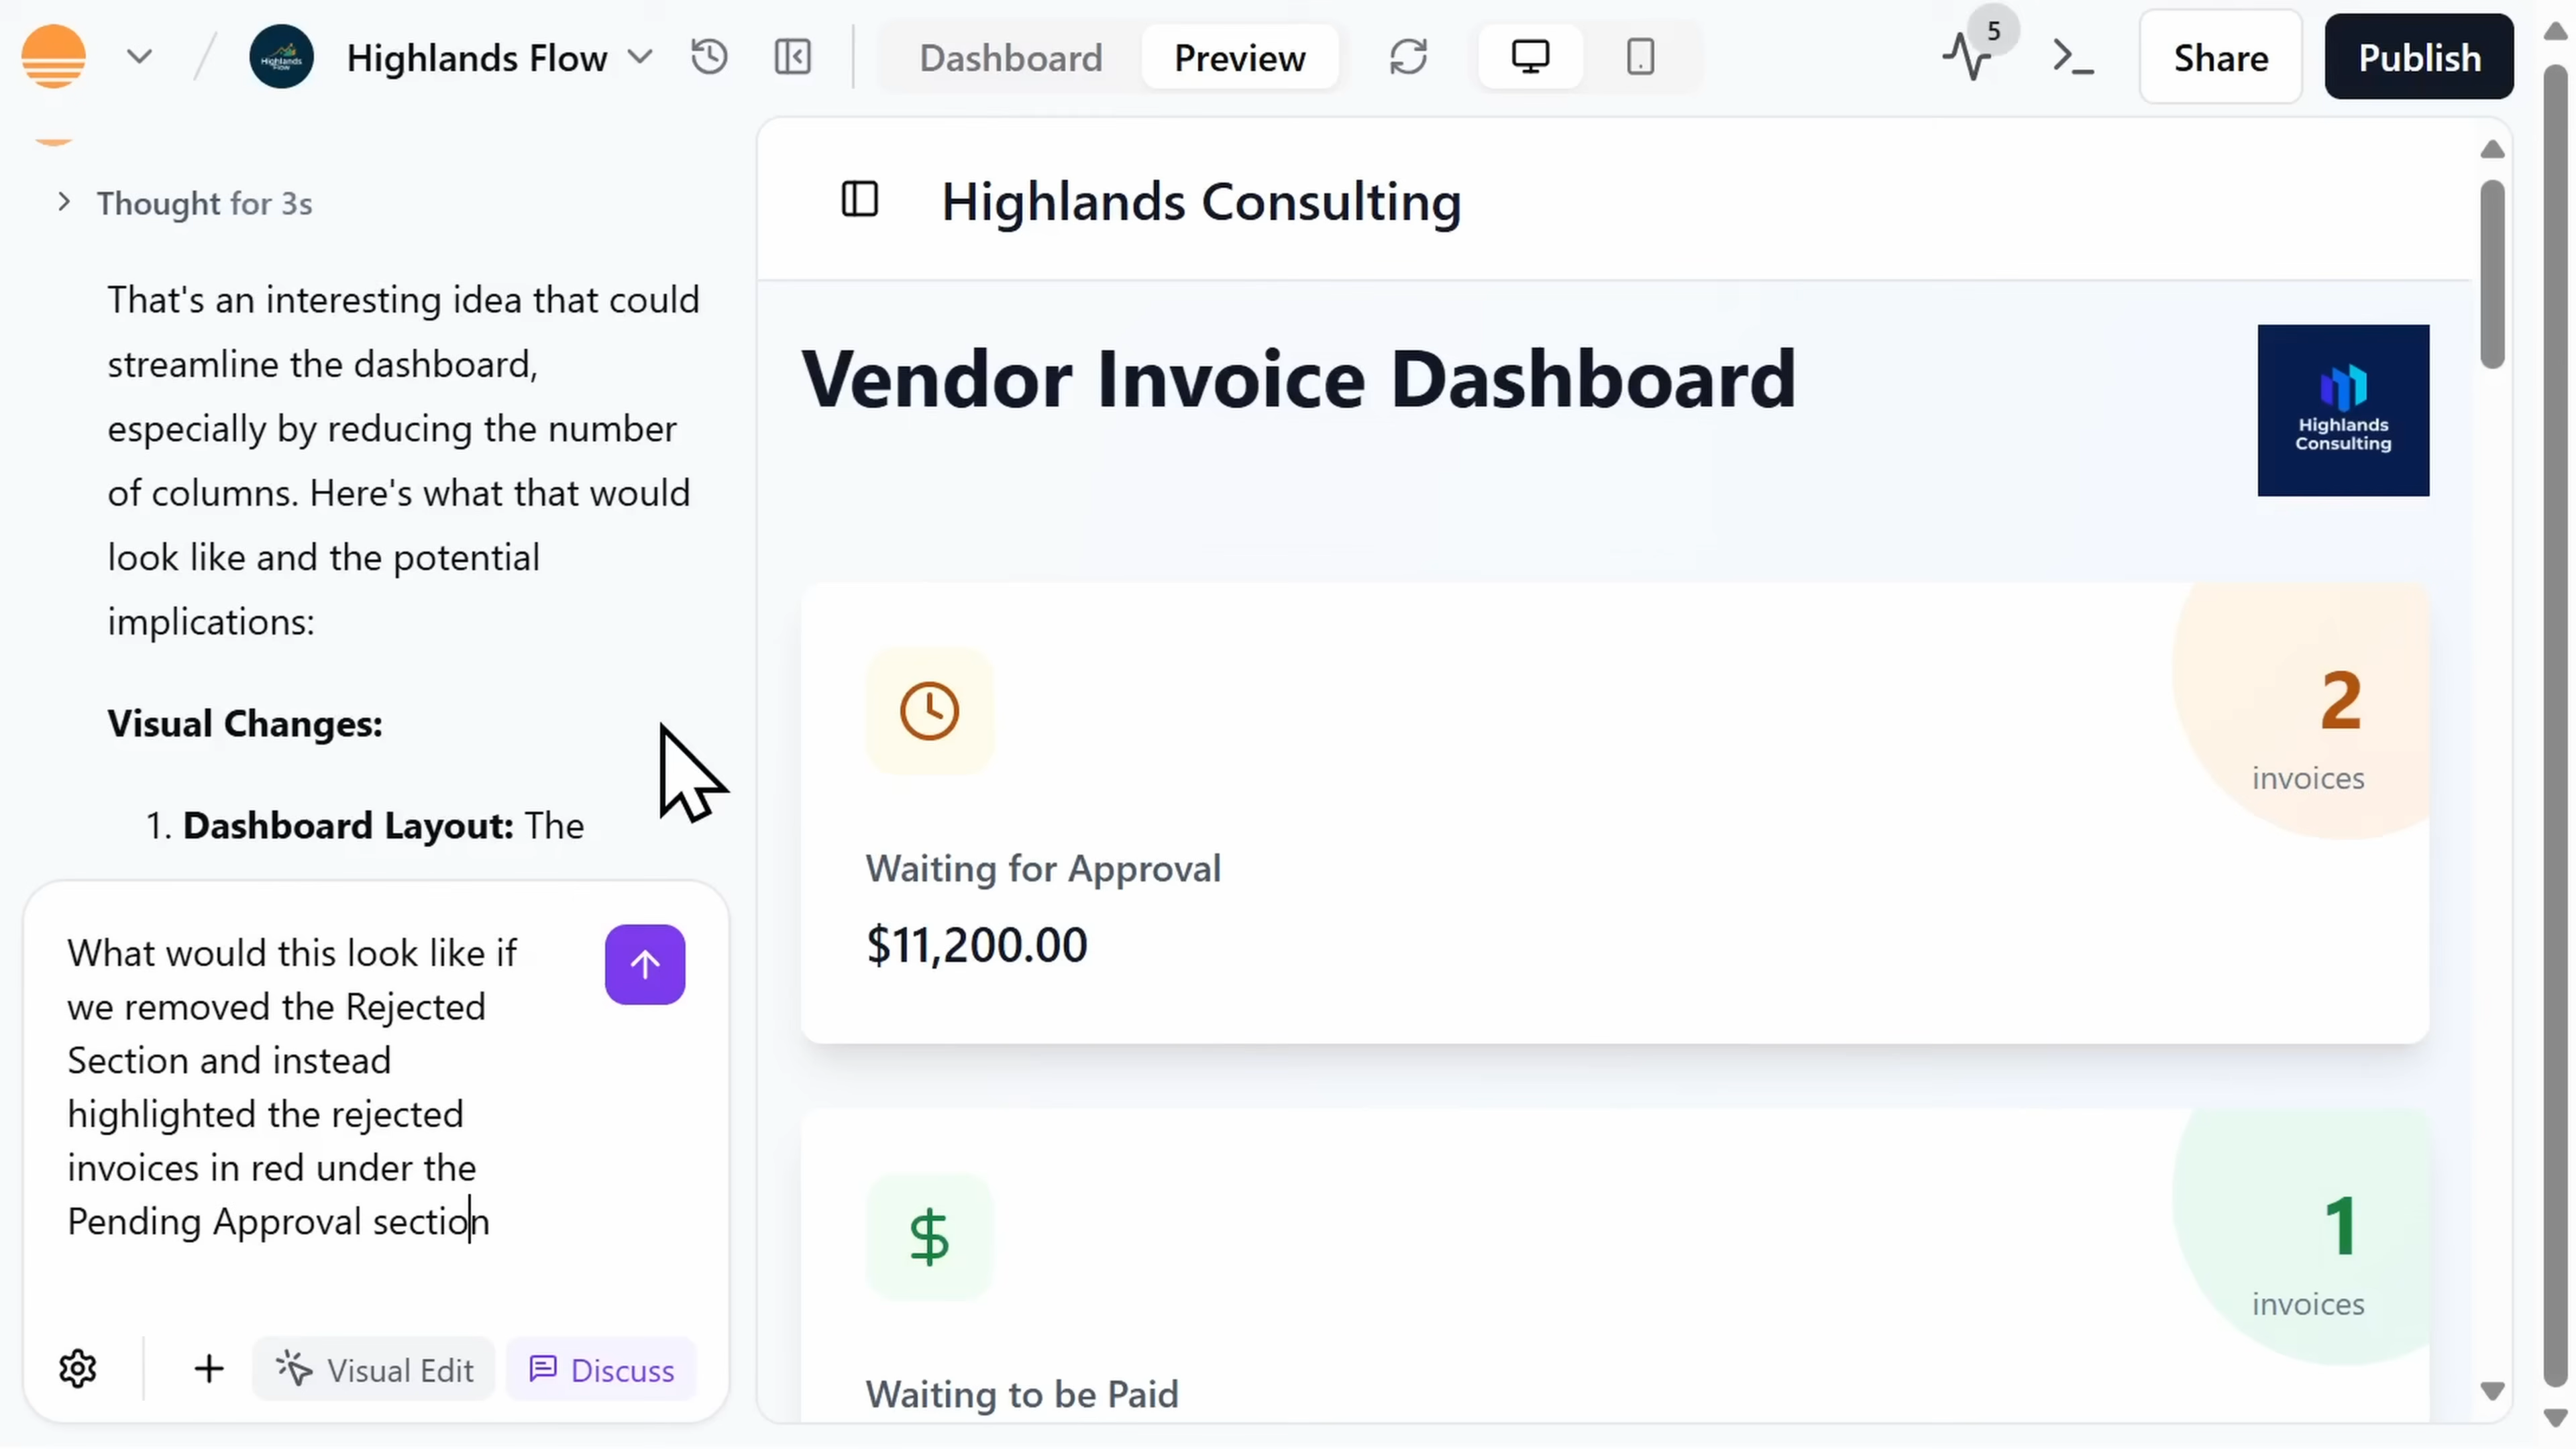 Highlands Flow
Dashboard
Preview
5
Share
Publish
Thought for 3s
That's an interesting idea that could
streamline the dashboard,
especially by reducing the number
of columns. Here's what that would
look like and the potential
implications:
Visual Changes:
1. Dashboard Layout: The
What would this look like if
we removed the Rejected
Section and instead
highlighted the rejected
invoices in red under the
Pending Approval section
Visual Edit
Discuss
Highlands Consulting
Vendor Invoice Dashboard
Highlands
Consulting
2
invoices
Waiting for Approval
$11,200.00
1
invoices
Waiting to be Paid